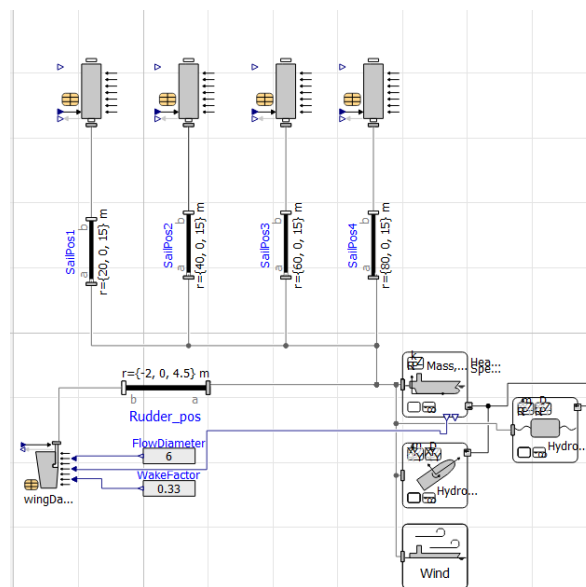 SailPos1
b
a
r={20, 0, 15} m
SailPos2
b
a
r={40, 0, 15} m
SailPos3
b
a
r={60, 0, 15} m
SailPos4
b
a
r={80, 0, 15} m
r={-2, 0, 4.5} m
b
a
Rudder_pos
Mass,...
Hea...
Spe...
FlowDiameter
6
WakeFactor
0.33
wingDa...
Hydro...
Hydro...
Wind